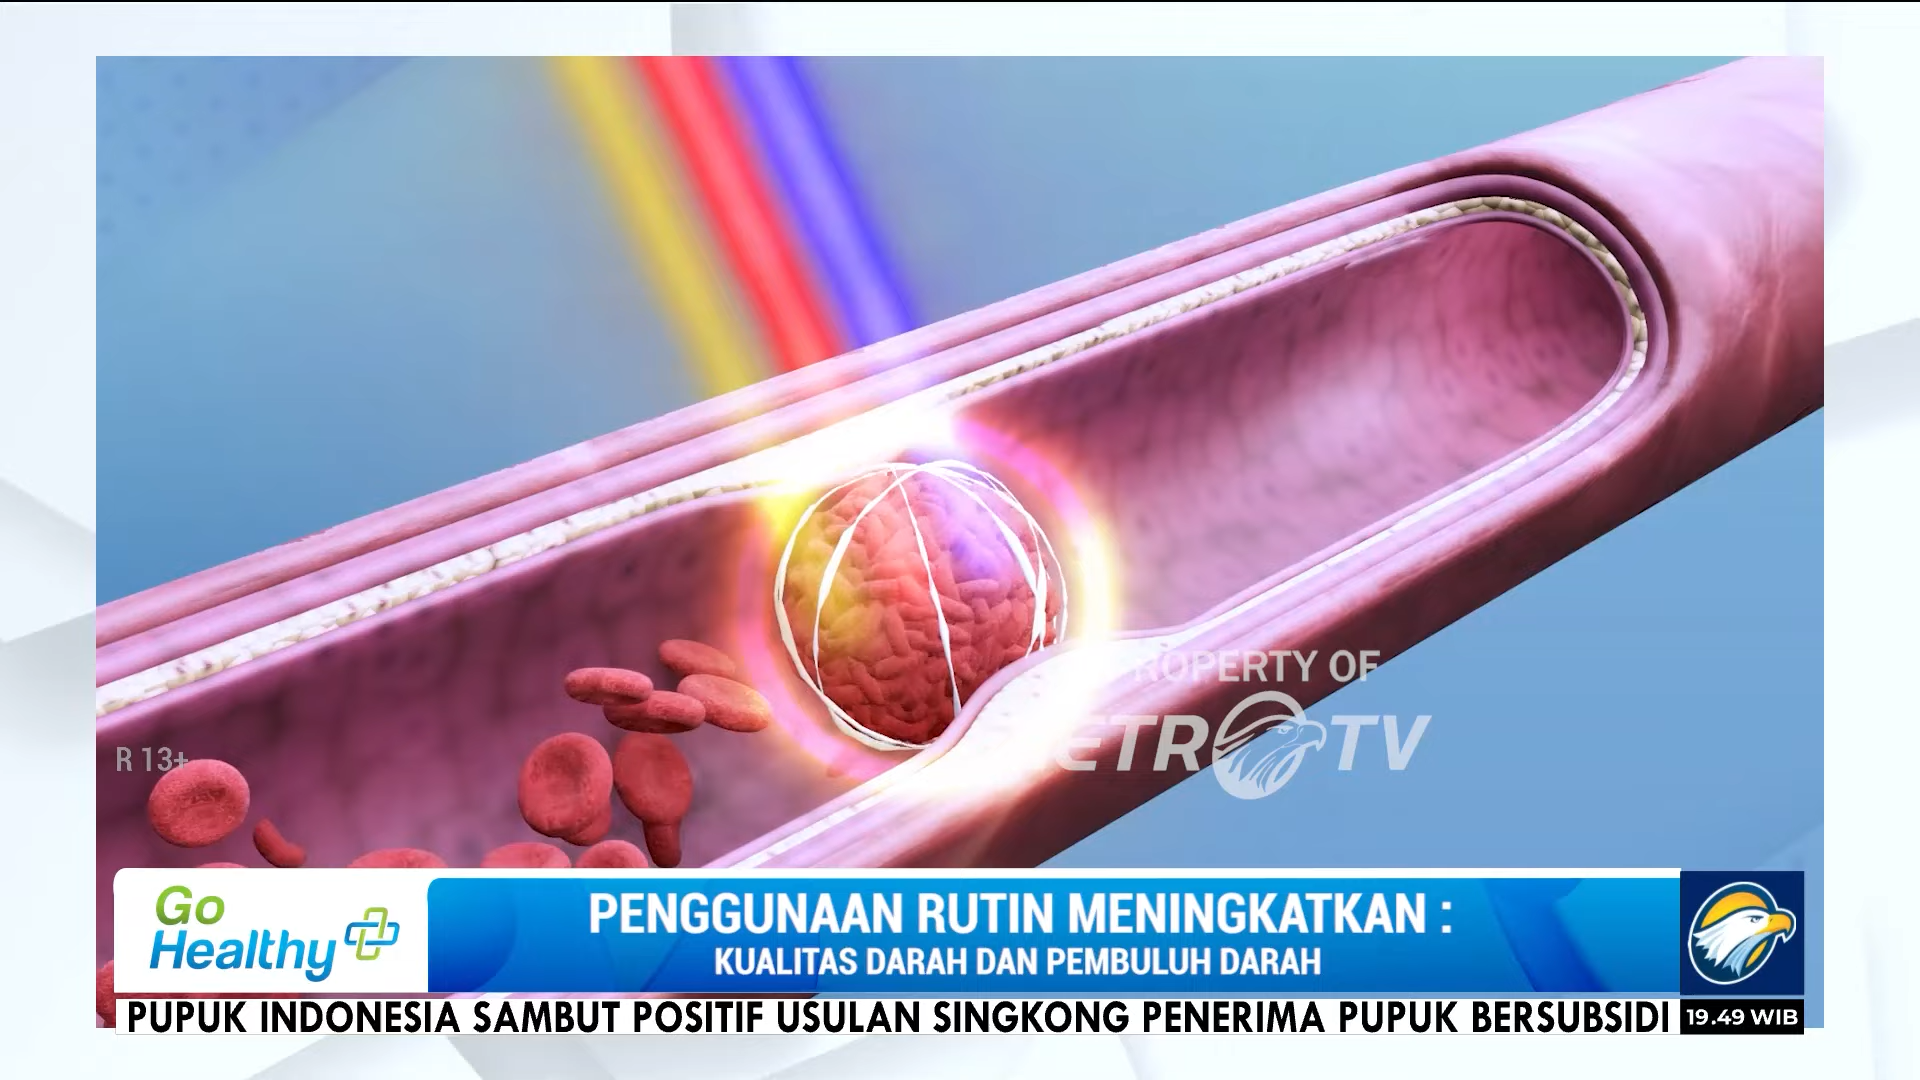 PROPERTY OF
METRO TV
R 13+
Go
Healthy
PENGGUNAAN RUTIN MENINGKATKAN :
KUALITAS DARAH DAN PEMBULUH DARAH
PUPUK INDONESIA SAMBUT POSITIF USULAN SINGKONG PENERIMA PUPUK BERSUBSIDI
19.49 WIB